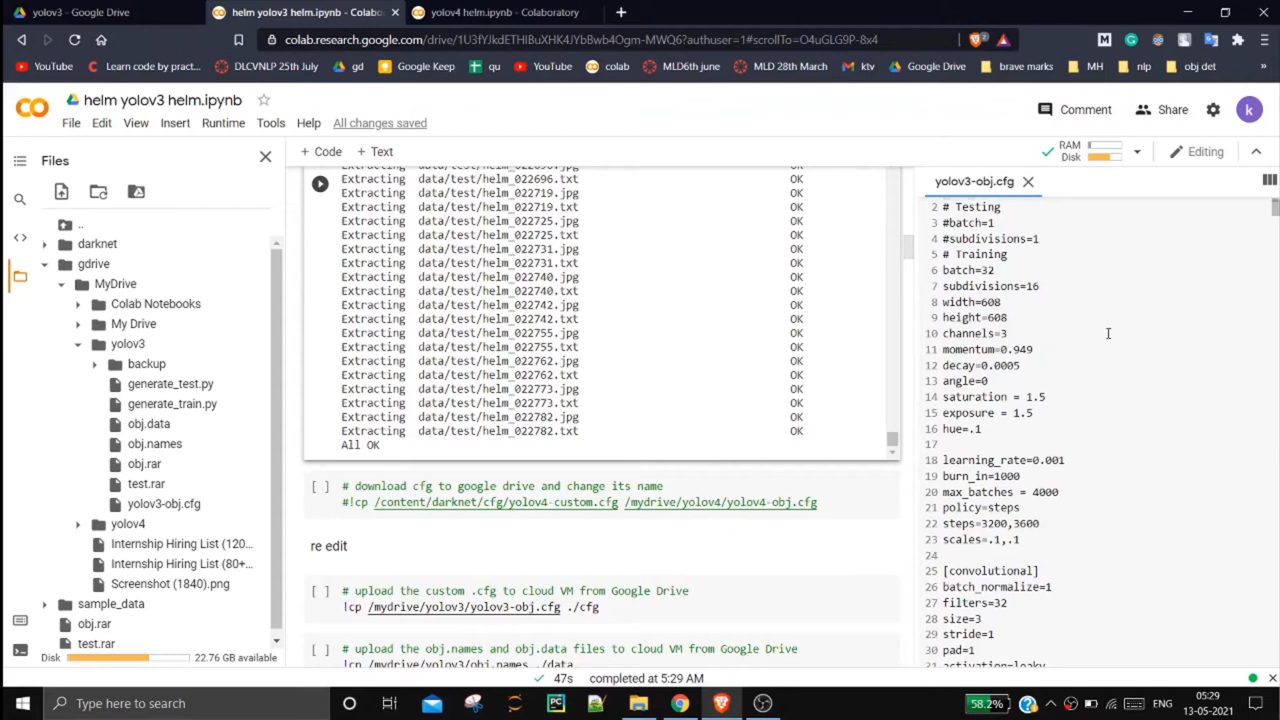 yolov3 - Google Drive
helm yolov3 helm.ipynb - Colabo
yolov4 helm.ipynb - Colaboratory
colab.research.google.com/drive/1U3fYJkdETHIBuXHK4JYbBwb4Ogm-MWQ6?authuser=1#scrollTo=O4uGLG9P-8x4
2
YouTube
Learn code by pract...
DLCVNLP 25th July
gd
Google Keep
qu
YouTube
colab
MLD6th june
MLD 28th March
ktv
Google Drive
brave marks
MH
nlp
obj det
»
helm yolov3 helm.ipynb
Comment
Share
k
File Edit View Insert Runtime Tools Help All changes saved
+ Code + Text
RAM
Disk
Editing
Files
..
darknet
gdrive
MyDrive
Colab Notebooks
My Drive
yolov3
backup
generate_test.py
generate_train.py
obj.data
obj.names
obj.rar
test.rar
yolov3-obj.cfg
yolov4
Internship Hiring List (120...
Internship Hiring List (80+...
Screenshot (1840).png
sample_data
obj.rar
test.rar
Disk 22.76 GB available
Extracting data/test/helm_022696.txt OK
Extracting data/test/helm_022719.jpg OK
Extracting data/test/helm_022719.txt OK
Extracting data/test/helm_022725.jpg OK
Extracting data/test/helm_022725.txt OK
Extracting data/test/helm_022731.jpg OK
Extracting data/test/helm_022731.txt OK
Extracting data/test/helm_022740.jpg OK
Extracting data/test/helm_022740.txt OK
Extracting data/test/helm_022742.jpg OK
Extracting data/test/helm_022742.txt OK
Extracting data/test/helm_022755.jpg OK
Extracting data/test/helm_022755.txt OK
Extracting data/test/helm_022762.jpg OK
Extracting data/test/helm_022762.txt OK
Extracting data/test/helm_022773.jpg OK
Extracting data/test/helm_022773.txt OK
Extracting data/test/helm_022782.jpg OK
Extracting data/test/helm_022782.txt OK
All OK
[ ] # download cfg to google drive and change its name
#!cp /content/darknet/cfg/yolov4-custom.cfg /mydrive/yolov4/yolov4-obj.cfg
re edit
[ ] # upload the custom .cfg to cloud VM from Google Drive
!cp /mydrive/yolov3/yolov3-obj.cfg ./cfg
[ ] # upload the obj.names and obj.data files to cloud VM from Google Drive
!cp /mydrive/yolov3/obj.names ./data
yolov3-obj.cfg
2 # Testing
3 #batch=1
4 #subdivisions=1
5 # Training
6 batch=32
7 subdivisions=16
8 width=608
9 height=608
10 channels=3
11 momentum=0.949
12 decay=0.0005
13 angle=0
14 saturation = 1.5
15 exposure = 1.5
16 hue=.1
17
18 learning_rate=0.001
19 burn_in=1000
20 max_batches = 4000
21 policy=steps
22 steps=3200,3600
23 scales=.1,.1
24
25 [convolutional]
26 batch_normalize=1
27 filters=32
28 size=3
29 stride=1
30 pad=1
31 activation=leaky
47s completed at 5:29 AM
Type here to search
58.2%
ENG
05:29
13-05-2021